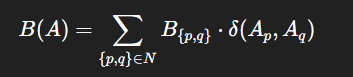 B(A) = ∑_{\{p,q\}∈N} B_{\{p,q\}} · δ(A_p, A_q)